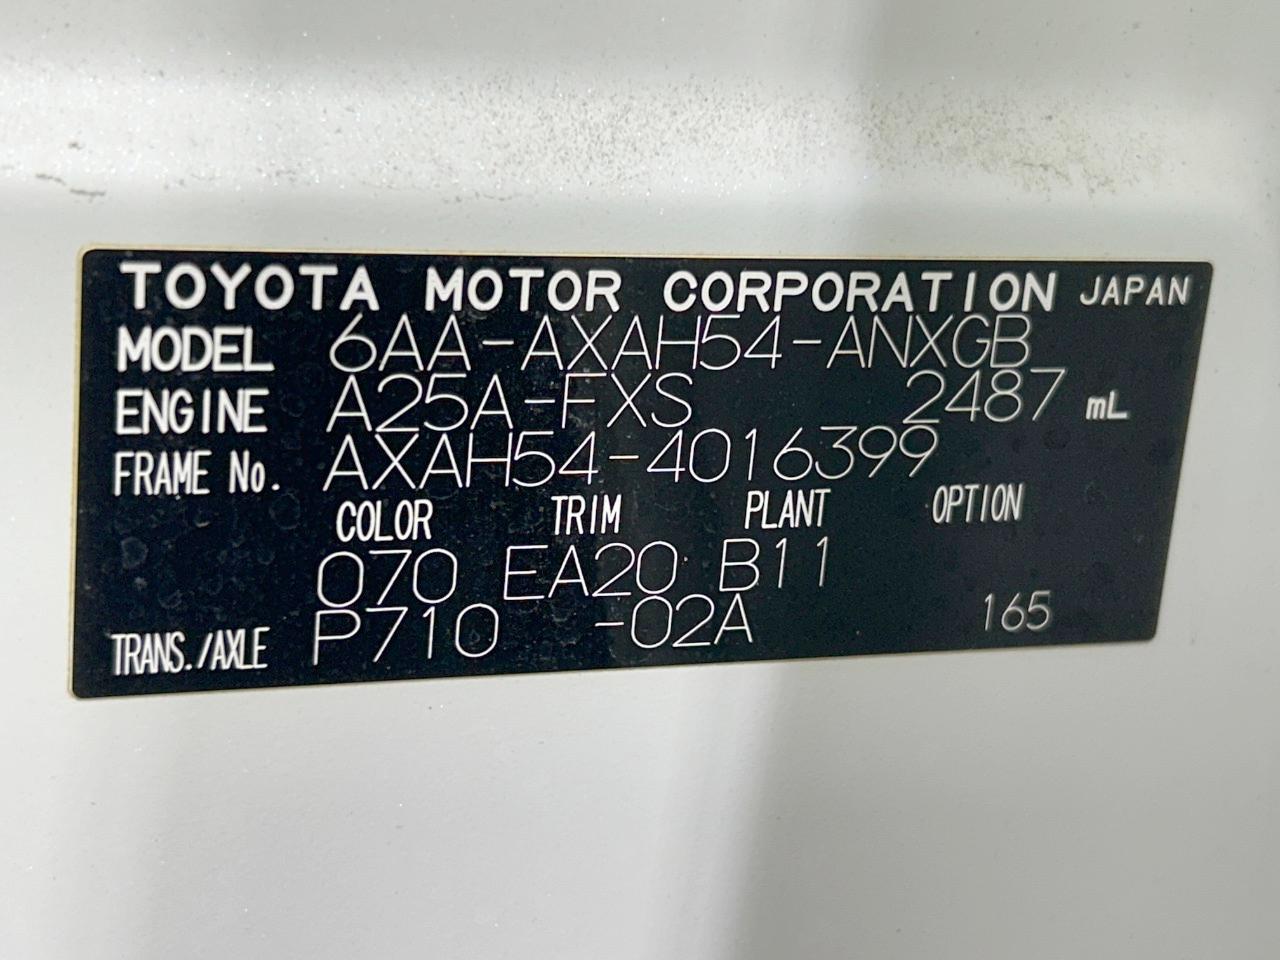 TOYOTA MOTOR CORPORATION JAPAN
MODEL 6AA-AXAH54-ANXGB
ENGINE A25A-FXS 2487 mL
FRAME No. AXAH54-4016399
COLOR TRIM PLANT OPTION
070 EA20 B11
TRANS./AXLE P710 -02A 165